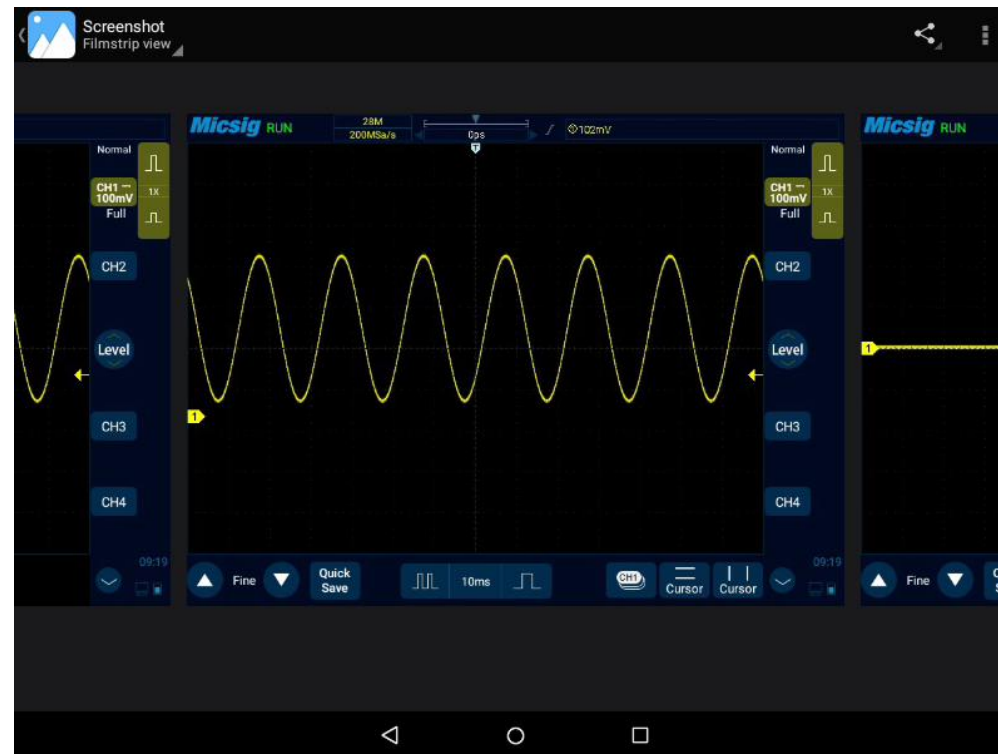 Screenshot
Filmstrip view
Normal
CH1
100mV
Full
1X
CH2
Level
CH3
CH4
09:19
Micsig RUN
28M
200MSa/s
0ps
T
102mV
Normal
CH1
100mV
Full
1X
CH2
Level
1
CH3
CH4
09:19
Fine
Quick
Save
10ms
CH1
Cursor
Cursor
Micsig RUN
1
Fine